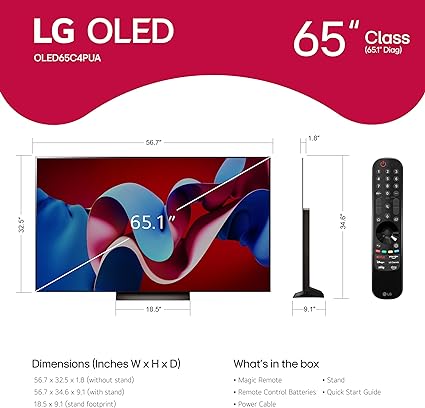 LG OLED
OLED65C4PUA
65" Class
(65.1" Diag)
56.7"
1.8"
32.5"
65.1"
34.6"
18.5"
9.1"
LG
Dimensions (Inches W x H x D)
56.7 x 32.5 x 1.8 (without stand)
56.7 x 34.6 x 9.1 (with stand)
18.5 x 9.1 (stand footprint)
What's in the box
• Magic Remote
• Stand
• Remote Control Batteries
• Quick Start Guide
• Power Cable